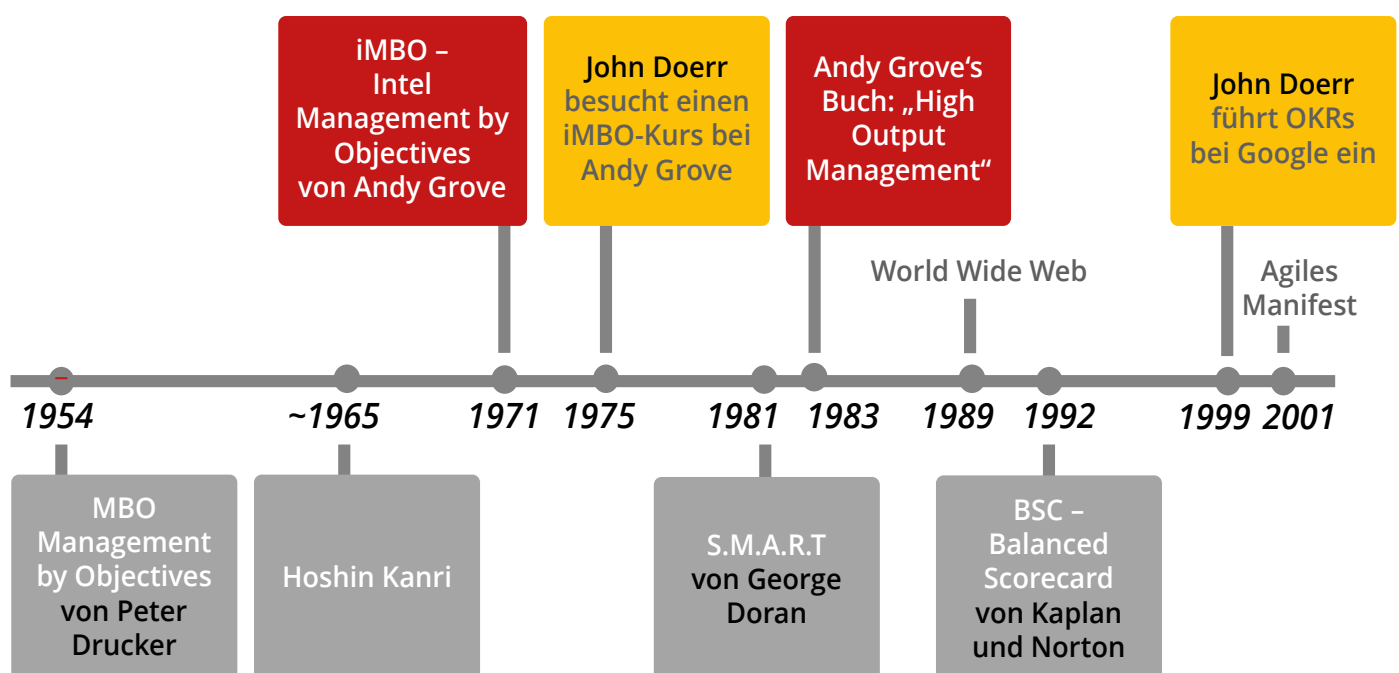 iMBO –
Intel
Management by
Objectives
von Andy Grove
John Doerr
besucht einen
iMBO-Kurs bei
Andy Grove
Andy Grove‘s
Buch: „High
Output
Management“
John Doerr
führt OKRs
bei Google ein
World Wide Web
Agiles
Manifest
1954
~1965
1971
1975
1981
1983
1989
1992
1999
2001
MBO
Management
by Objectives
von Peter
Drucker
Hoshin Kanri
S.M.A.R.T
von George
Doran
BSC –
Balanced
Scorecard
von Kaplan
und Norton